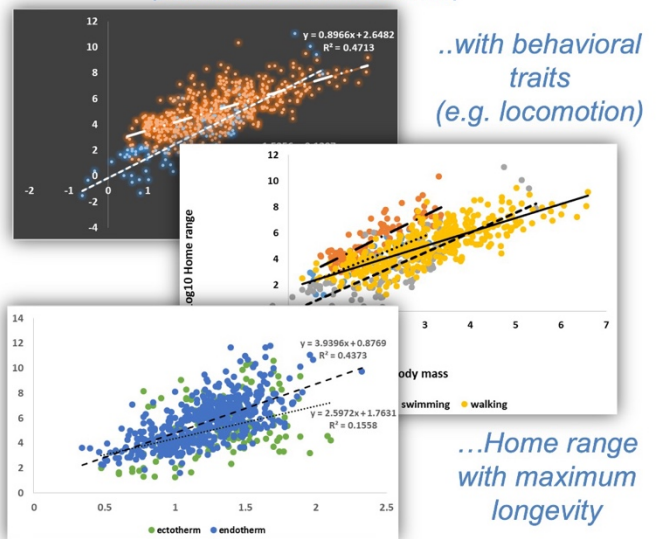 12
y = 0.8966x + 2.6482
R² = 0.4713
10
8
6
4
2
0
-2 -1 0 1
-2
-4
..with behavioral
traits
(e.g. locomotion)
12
10
8
6
4
2
3 4 5 6 7
Home range
mass
swimming walking
14
12
10
8
6
4
2
0
0 0.5 1 1.5 2 2.5
y = 3.9396x + 0.8769
R² = 0.4373
y = 2.5972x + 1.7631
R² = 0.1558
ectotherm endotherm
...Home range
with maximum
longevity